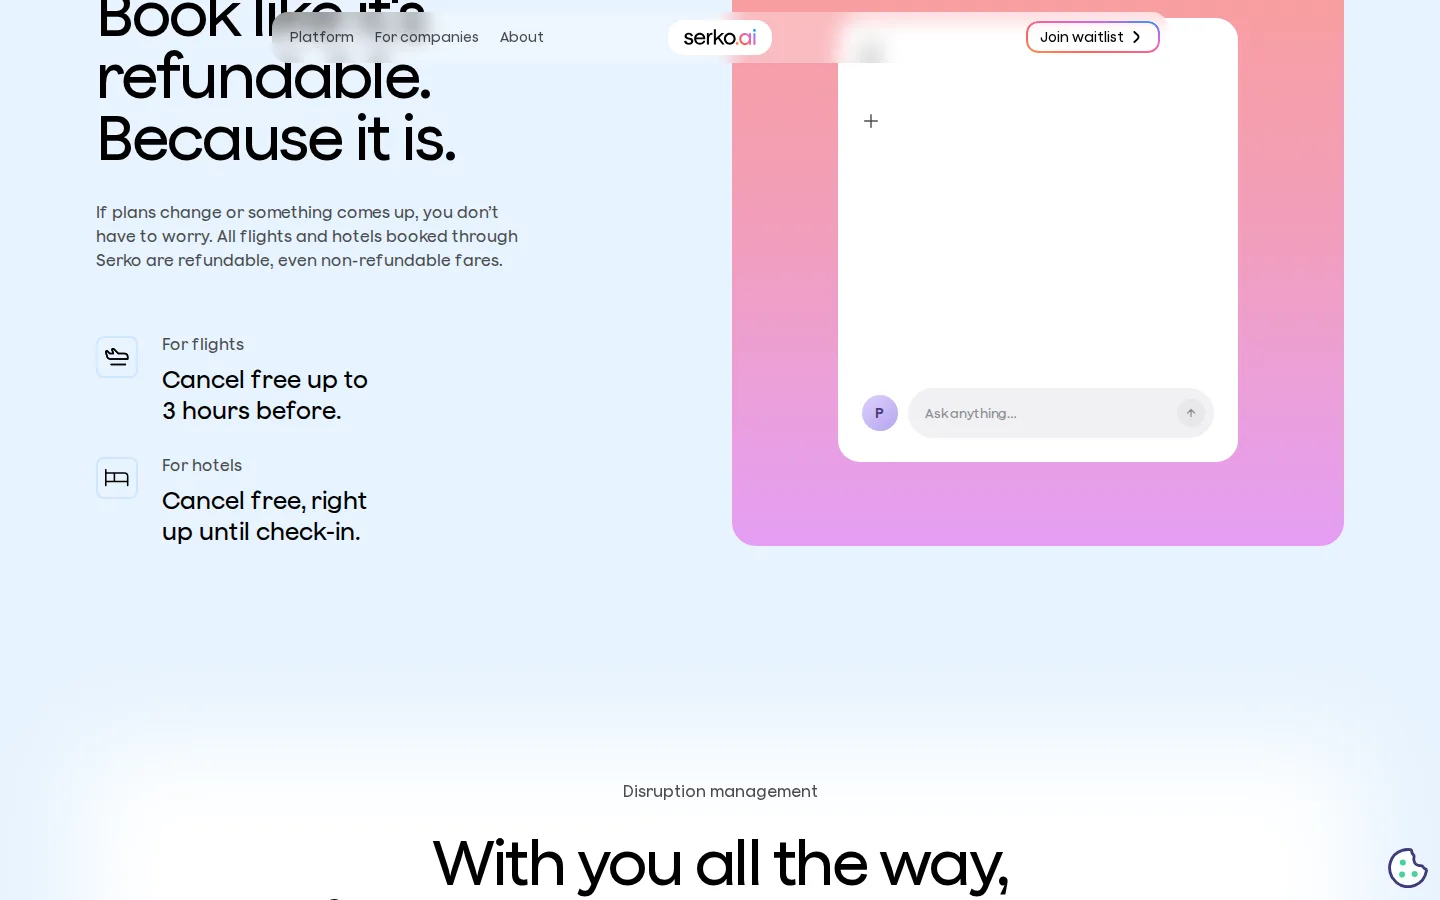 Platform
For companies
About
serko.ai
Join waitlist
Book like it's
refundable.
Because it is.
If plans change or something comes up, you don’t
have to worry. All flights and hotels booked through
Serko are refundable, even non-refundable fares.
For flights
Cancel free up to
3 hours before.
For hotels
Cancel free, right
up until check-in.
P
Ask anything...
Disruption management
With you all the way,